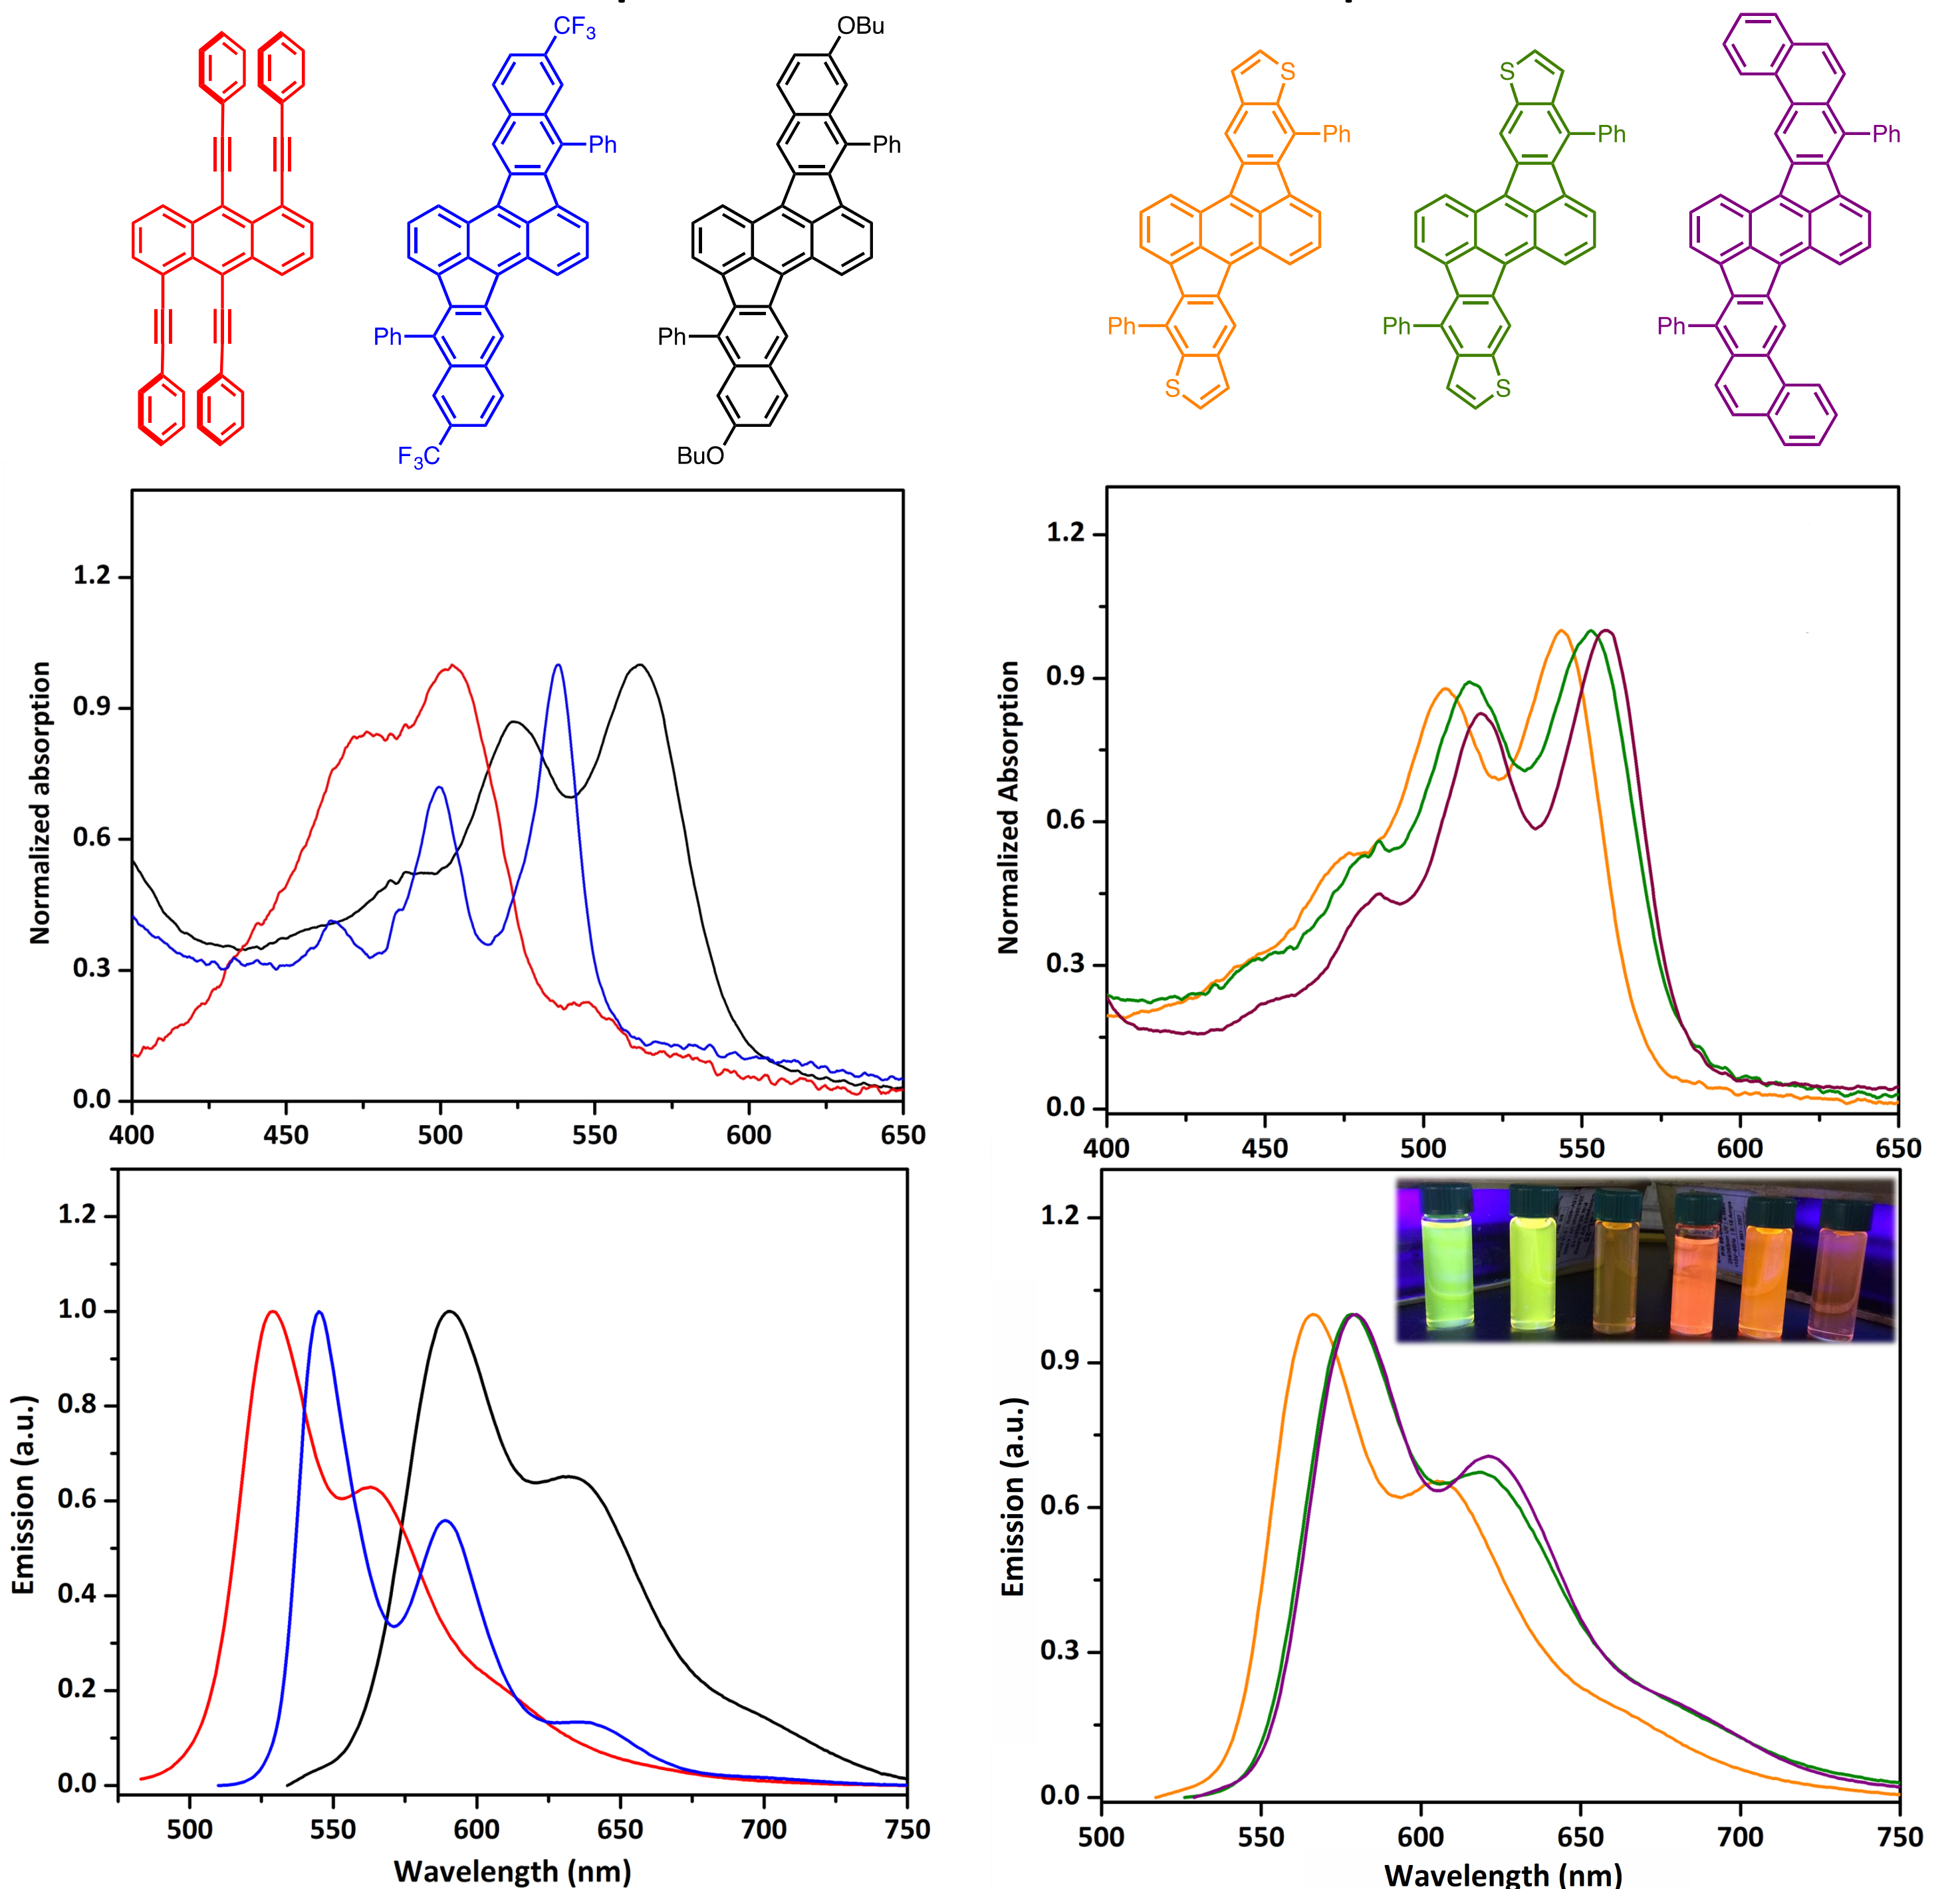 CF3
Ph
Ph
F3C
OBu
Ph
Ph
BuO
S
Ph
Ph
S
S
Ph
Ph
S
Ph
Ph
Normalized absorption
1.2
0.9
0.6
0.3
0.0
400 450 500 550 600 650
Normalized Absorption
1.2
0.9
0.6
0.3
0.0
400 450 500 550 600 650
Emission (a.u.)
1.2
1.0
0.8
0.6
0.4
0.2
0.0
500 550 600 650 700 750
Wavelength (nm)
Emission (a.u.)
1.2
0.9
0.6
0.3
0.0
500 550 600 650 700 750
Wavelength (nm)